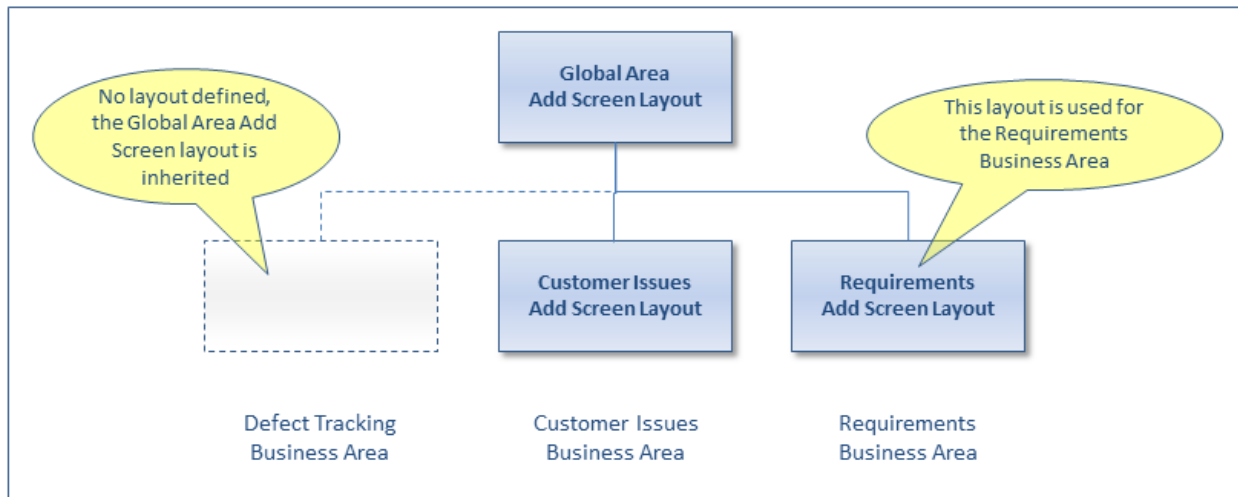 Global Area
Add Screen Layout
No layout defined,
the Global Area Add
Screen layout is
inherited
This layout is used for
the Requirements
Business Area
Customer Issues
Add Screen Layout
Requirements
Add Screen Layout
Defect Tracking
Business Area
Customer Issues
Business Area
Requirements
Business Area